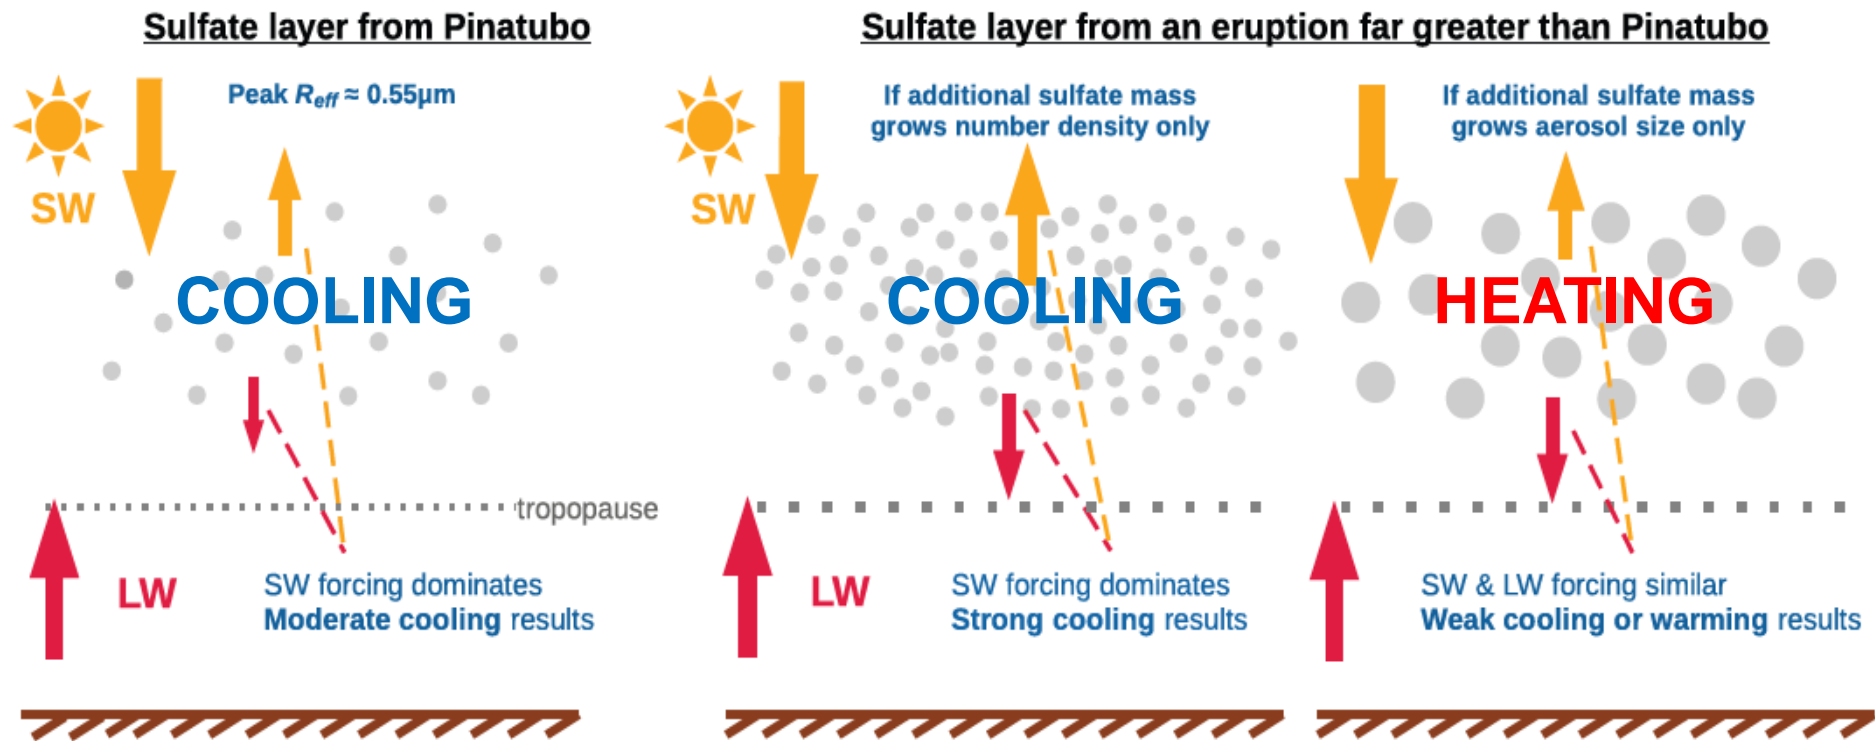 Sulfate layer from Pinatubo
Peak Reff ≈ 0.55µm
SW
COOLING
tropopause
LW
SW forcing dominates
Moderate cooling results
Sulfate layer from an eruption far greater than Pinatubo
If additional sulfate mass
grows number density only
SW
COOLING
LW
SW forcing dominates
Strong cooling results
If additional sulfate mass
grows aerosol size only
HEATING
SW & LW forcing similar
Weak cooling or warming results